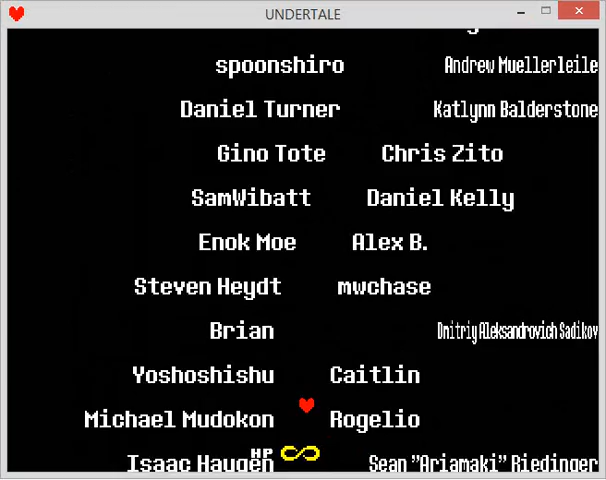 UNDERTALE
spoonshiro Andrew Muellerleile
Daniel Turner Katlynn Balderstone
Gino Tote Chris Zito
SamWibatt Daniel Kelly
Enok Moe Alex B.
Steven Heydt mwchase
Brian Dmitriy Aleksandrovich Sadikov
Yoshoshishu Caitlin
Michael Mudokon Rogelio
HP ∞
Isaac Haugen Sean "Ariamaki" Riedinger